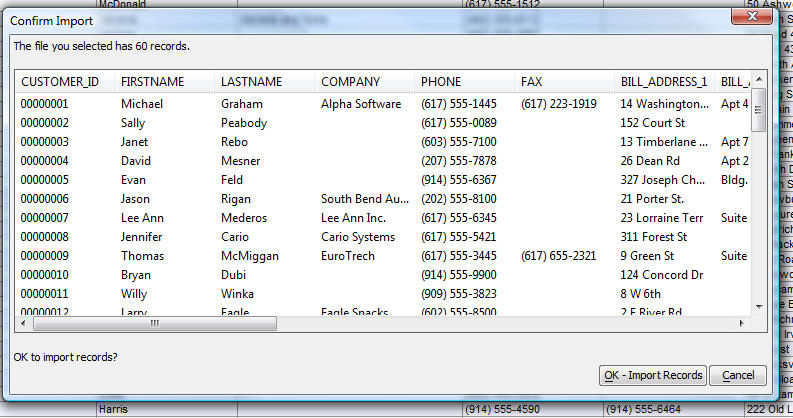 McDonald (617) 555-1512
Confirm Import
The file you selected has 60 records.
CUSTOMER_ID FIRSTNAME LASTNAME COMPANY PHONE FAX BILL_ADDRESS_1 BILL_
00000001 Michael Graham Alpha Software (617) 555-1445 (617) 223-1919 14 Washington... Apt 4
00000002 Sally Peabody (617) 555-0089 152 Court St
00000003 Janet Rebo (603) 555-7100 13 Timberlane ... Apt 7
00000004 David Mesner (207) 555-7878 26 Dean Rd Apt 2
00000005 Evan Feld (914) 555-6367 327 Joseph Ch... Bldg.
00000006 Jason Rigan South Bend Au... (202) 555-8100 21 Porter St.
00000007 Lee Ann Mederos Lee Ann Inc. (617) 555-6345 23 Lorraine Terr Suite
00000008 Jennifer Cario Cario Systems (617) 555-5421 311 Forest St
00000009 Thomas McMiggan EuroTrech (617) 555-3445 (617) 655-2321 9 Green St Suite
00000010 Bryan Dubi (914) 555-9900 124 Concord Dr
00000011 Willy Winka (909) 555-3823 8 W 6th
00000012 Larry Eagle Eagle Snacks (602) 555-8500 2 E River Rd
OK to import records?
OK - Import Records Cancel
Harris (914) 555-4590 (914) 555-6464 222 Old L